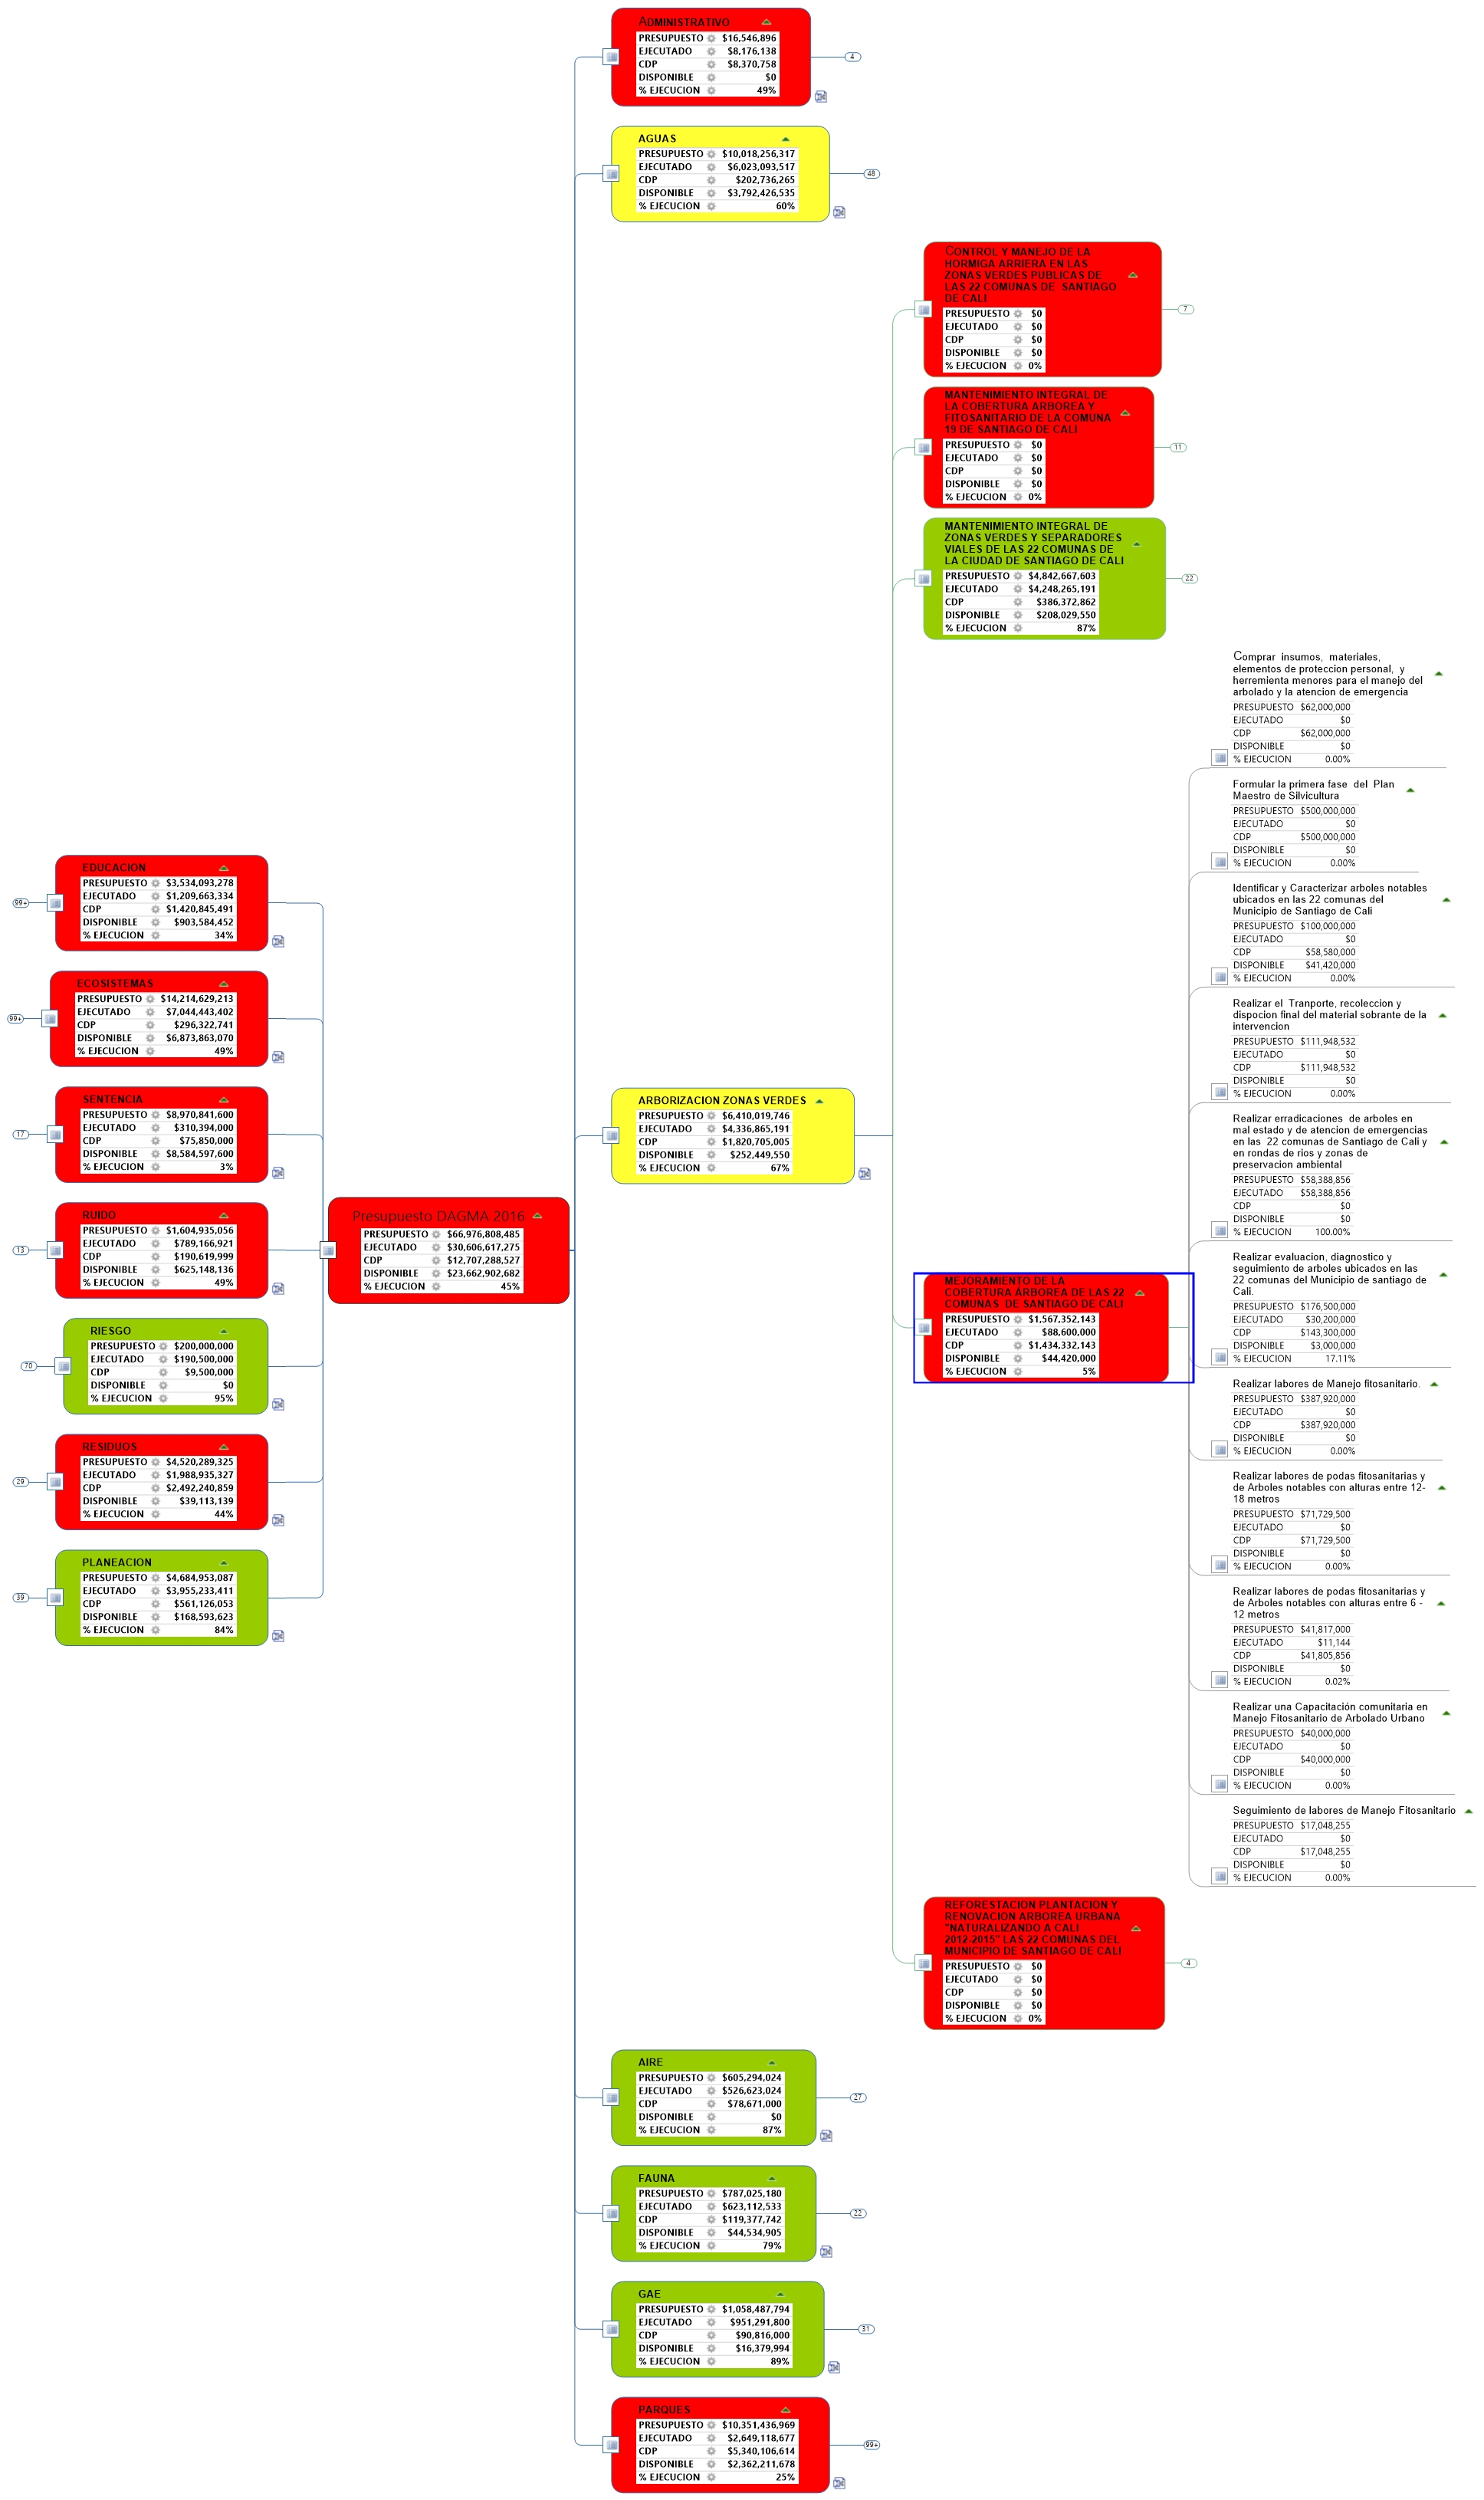 ADMINISTRATIVO
PRESUPUESTO $16,546,896
EJECUTADO $8,176,138
CDP $8,370,758
DISPONIBLE $0
% EJECUCION 49%
4
AGUAS
PRESUPUESTO $10,018,256,317
EJECUTADO $6,023,093,517
CDP $202,736,265
DISPONIBLE $3,792,426,535
% EJECUCION 60%
48
CONTROL Y MANEJO DE LA
HORMIGA ARRIERA EN LAS
ZONAS VERDES PUBLICAS DE
LAS 22 COMUNAS DE SANTIAGO
DE CALI
PRESUPUESTO $0
EJECUTADO $0
CDP $0
DISPONIBLE $0
% EJECUCION 0%
7
MANTENIMIENTO INTEGRAL DE
LA COBERTURA ARBOREA Y
FITOSANITARIO DE LA COMUNA
19 DE SANTIAGO DE CALI
PRESUPUESTO $0
EJECUTADO $0
CDP $0
DISPONIBLE $0
% EJECUCION 0%
11
MANTENIMIENTO INTEGRAL DE
ZONAS VERDES Y SEPARADORES
VIALES DE LAS 22 COMUNAS DE
LA CIUDAD DE SANTIAGO DE CALI
PRESUPUESTO $4,842,667,603
EJECUTADO $4,248,265,191
CDP $386,372,862
DISPONIBLE $208,029,550
% EJECUCION 87%
22
Comprar insumos, materiales,
elementos de proteccion personal, y
herremienta menores para el manejo del
arbolado y la atencion de emergencia
PRESUPUESTO $62,000,000
EJECUTADO $0
CDP $62,000,000
DISPONIBLE $0
% EJECUCION 0.00%
Formular la primera fase del Plan
Maestro de Silvicultura
PRESUPUESTO $500,000,000
EJECUTADO $0
CDP $500,000,000
DISPONIBLE $0
% EJECUCION 0.00%
Identificar y Caracterizar arboles notables
ubicados en las 22 comunas del
Municipio de Santiago de Cali
PRESUPUESTO $100,000,000
EJECUTADO $0
CDP $58,580,000
DISPONIBLE $41,420,000
% EJECUCION 0.00%
Realizar el Tranporte, recoleccion y
dispocion final del material sobrante de la
intervencion
PRESUPUESTO $111,948,532
EJECUTADO $0
CDP $111,948,532
DISPONIBLE $0
% EJECUCION 0.00%
Realizar erradicaciones de arboles en
mal estado y de atencion de emergencias
en las 22 comunas de Santiago de Cali y
en rondas de rios y zonas de
preservacion ambiental
PRESUPUESTO $58,388,856
EJECUTADO $58,388,856
CDP $0
DISPONIBLE $0
% EJECUCION 100.00%
Realizar evaluacion, diagnostico y
seguimiento de arboles ubicados en las
22 comunas del Municipio de santiago de
Cali.
PRESUPUESTO $176,500,000
EJECUTADO $30,200,000
CDP $143,300,000
DISPONIBLE $3,000,000
% EJECUCION 17.11%
Realizar labores de Manejo fitosanitario.
PRESUPUESTO $387,920,000
EJECUTADO $0
CDP $387,920,000
DISPONIBLE $0
% EJECUCION 0.00%
Realizar labores de podas fitosanitarias y
de Arboles notables con alturas entre 12-
18 metros
PRESUPUESTO $71,729,500
EJECUTADO $0
CDP $71,729,500
DISPONIBLE $0
% EJECUCION 0.00%
Realizar labores de podas fitosanitarias y
de Arboles notables con alturas entre 6 -
12 metros
PRESUPUESTO $41,817,000
EJECUTADO $11,144
CDP $41,805,856
DISPONIBLE $0
% EJECUCION 0.02%
Realizar una Capacitación comunitaria en
Manejo Fitosanitario de Arbolado Urbano
PRESUPUESTO $40,000,000
EJECUTADO $0
CDP $40,000,000
DISPONIBLE $0
% EJECUCION 0.00%
Seguimiento de labores de Manejo Fitosanitario
PRESUPUESTO $17,048,255
EJECUTADO $0
CDP $17,048,255
DISPONIBLE $0
% EJECUCION 0.00%
EDUCACION
PRESUPUESTO $3,534,093,278
EJECUTADO $1,209,663,334
CDP $1,420,845,491
DISPONIBLE $903,584,452
% EJECUCION 34%
99+
ECOSISTEMAS
PRESUPUESTO $14,214,629,213
EJECUTADO $7,044,443,402
CDP $296,322,741
DISPONIBLE $6,873,863,070
% EJECUCION 49%
99+
SENTENCIA
PRESUPUESTO $8,970,841,600
EJECUTADO $310,394,000
CDP $75,850,000
DISPONIBLE $8,584,597,600
% EJECUCION 3%
17
RUIDO
PRESUPUESTO $1,604,935,056
EJECUTADO $789,166,921
CDP $190,619,999
DISPONIBLE $625,148,136
% EJECUCION 49%
13
RIESGO
PRESUPUESTO $200,000,000
EJECUTADO $190,500,000
CDP $9,500,000
DISPONIBLE $0
% EJECUCION 95%
70
RESIDUOS
PRESUPUESTO $4,520,289,325
EJECUTADO $1,988,935,327
CDP $2,492,240,859
DISPONIBLE $39,113,139
% EJECUCION 44%
29
PLANEACION
PRESUPUESTO $4,684,953,087
EJECUTADO $3,955,233,411
CDP $561,126,053
DISPONIBLE $168,593,623
% EJECUCION 84%
39
Presupuesto DAGMA 2016
PRESUPUESTO $66,976,808,485
EJECUTADO $30,606,617,275
CDP $12,707,288,527
DISPONIBLE $23,662,902,682
% EJECUCION 45%
ARBORIZACION ZONAS VERDES
PRESUPUESTO $6,410,019,746
EJECUTADO $4,336,865,191
CDP $1,820,705,005
DISPONIBLE $252,449,550
% EJECUCION 67%
MEJORAMIENTO DE LA
COBERTURA ÁRBOREA DE LAS 22
COMUNAS DE SANTIAGO DE CALI
PRESUPUESTO $1,567,352,143
EJECUTADO $88,600,000
CDP $1,434,332,143
DISPONIBLE $44,420,000
% EJECUCION 5%
REFORESTACION PLANTACION Y
RENOVACION ARBOREA URBANA
"NATURALIZANDO A CALI
2012-2015" LAS 22 COMUNAS DEL
MUNICIPIO DE SANTIAGO DE CALI
PRESUPUESTO $0
EJECUTADO $0
CDP $0
DISPONIBLE $0
% EJECUCION 0%
4
AIRE
PRESUPUESTO $605,294,024
EJECUTADO $526,623,024
CDP $78,671,000
DISPONIBLE $0
% EJECUCION 87%
27
FAUNA
PRESUPUESTO $787,025,180
EJECUTADO $623,112,533
CDP $119,377,742
DISPONIBLE $44,534,905
% EJECUCION 79%
22
GAE
PRESUPUESTO $1,058,487,794
EJECUTADO $951,291,800
CDP $90,816,000
DISPONIBLE $16,379,994
% EJECUCION 89%
31
PARQUES
PRESUPUESTO $10,351,436,969
EJECUTADO $2,649,118,677
CDP $5,340,106,614
DISPONIBLE $2,362,211,678
% EJECUCION 25%
99+